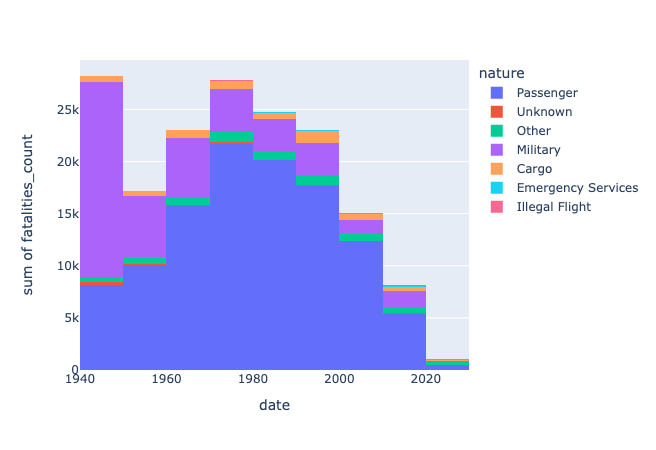 nature
Passenger
Unknown
Other
Military
Cargo
Emergency Services
Illegal Flight
sum of fatalities_count
25k
20k
15k
10k
5k
0
1940
1960
1980
2000
2020
date